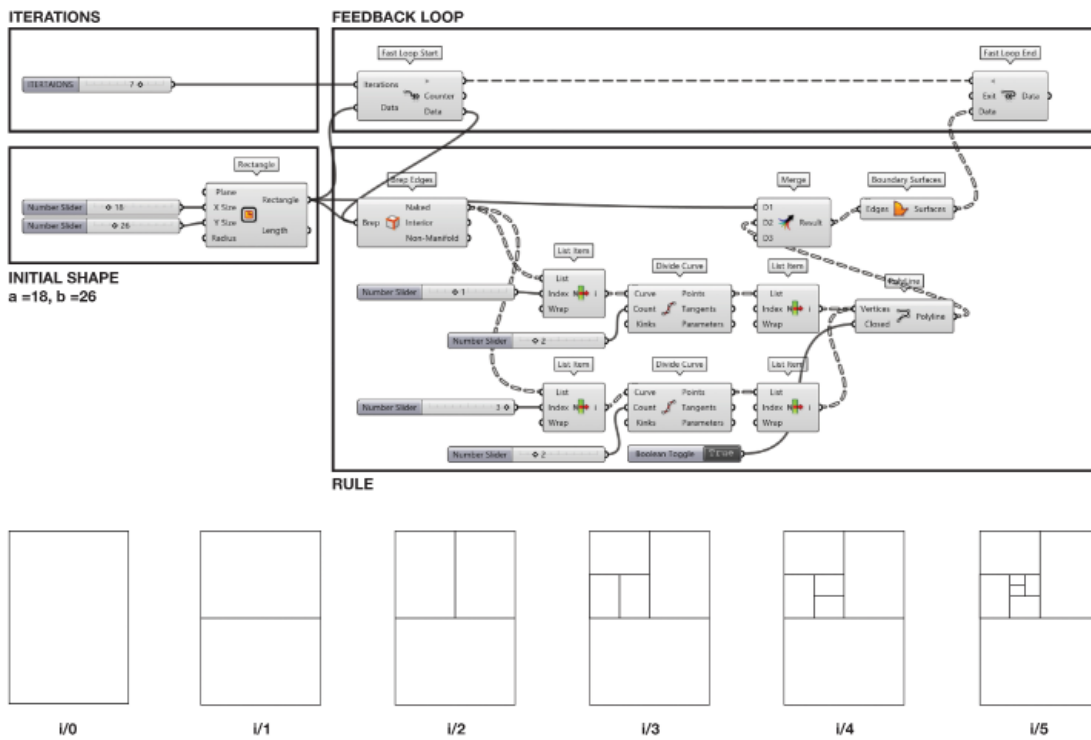 ITERATIONS
FEEDBACK LOOP
Fast Loop Start
Fast Loop End
ITERTAIONS 7
Iterations
>
Counter
Data
Data
<
Exit
Data
Data
Rectangle
Brep Edges
Merge
Boundary Surfaces
Plane
X Size
Y Size
Radius
Rectangle
Length
Number Slider 18
Number Slider 26
Brep
Naked
Interior
Non-Manifold
D1
D2
D3
Result
Edges
Surfaces
INITIAL SHAPE
a =18, b =26
List Item
Divide Curve
List Item
PolyLine
Number Slider 1
List
Index
Wrap
i
Curve
Count
Kinks
Points
Tangents
Parameters
List
Index
Wrap
i
Vertices
Closed
Polyline
Number Slider 2
List Item
Divide Curve
List Item
Number Slider 3
List
Index
Wrap
i
Curve
Count
Kinks
Points
Tangents
Parameters
List
Index
Wrap
i
Number Slider 2
Boolean Toggle True
RULE
i/0
i/1
i/2
i/3
i/4
i/5